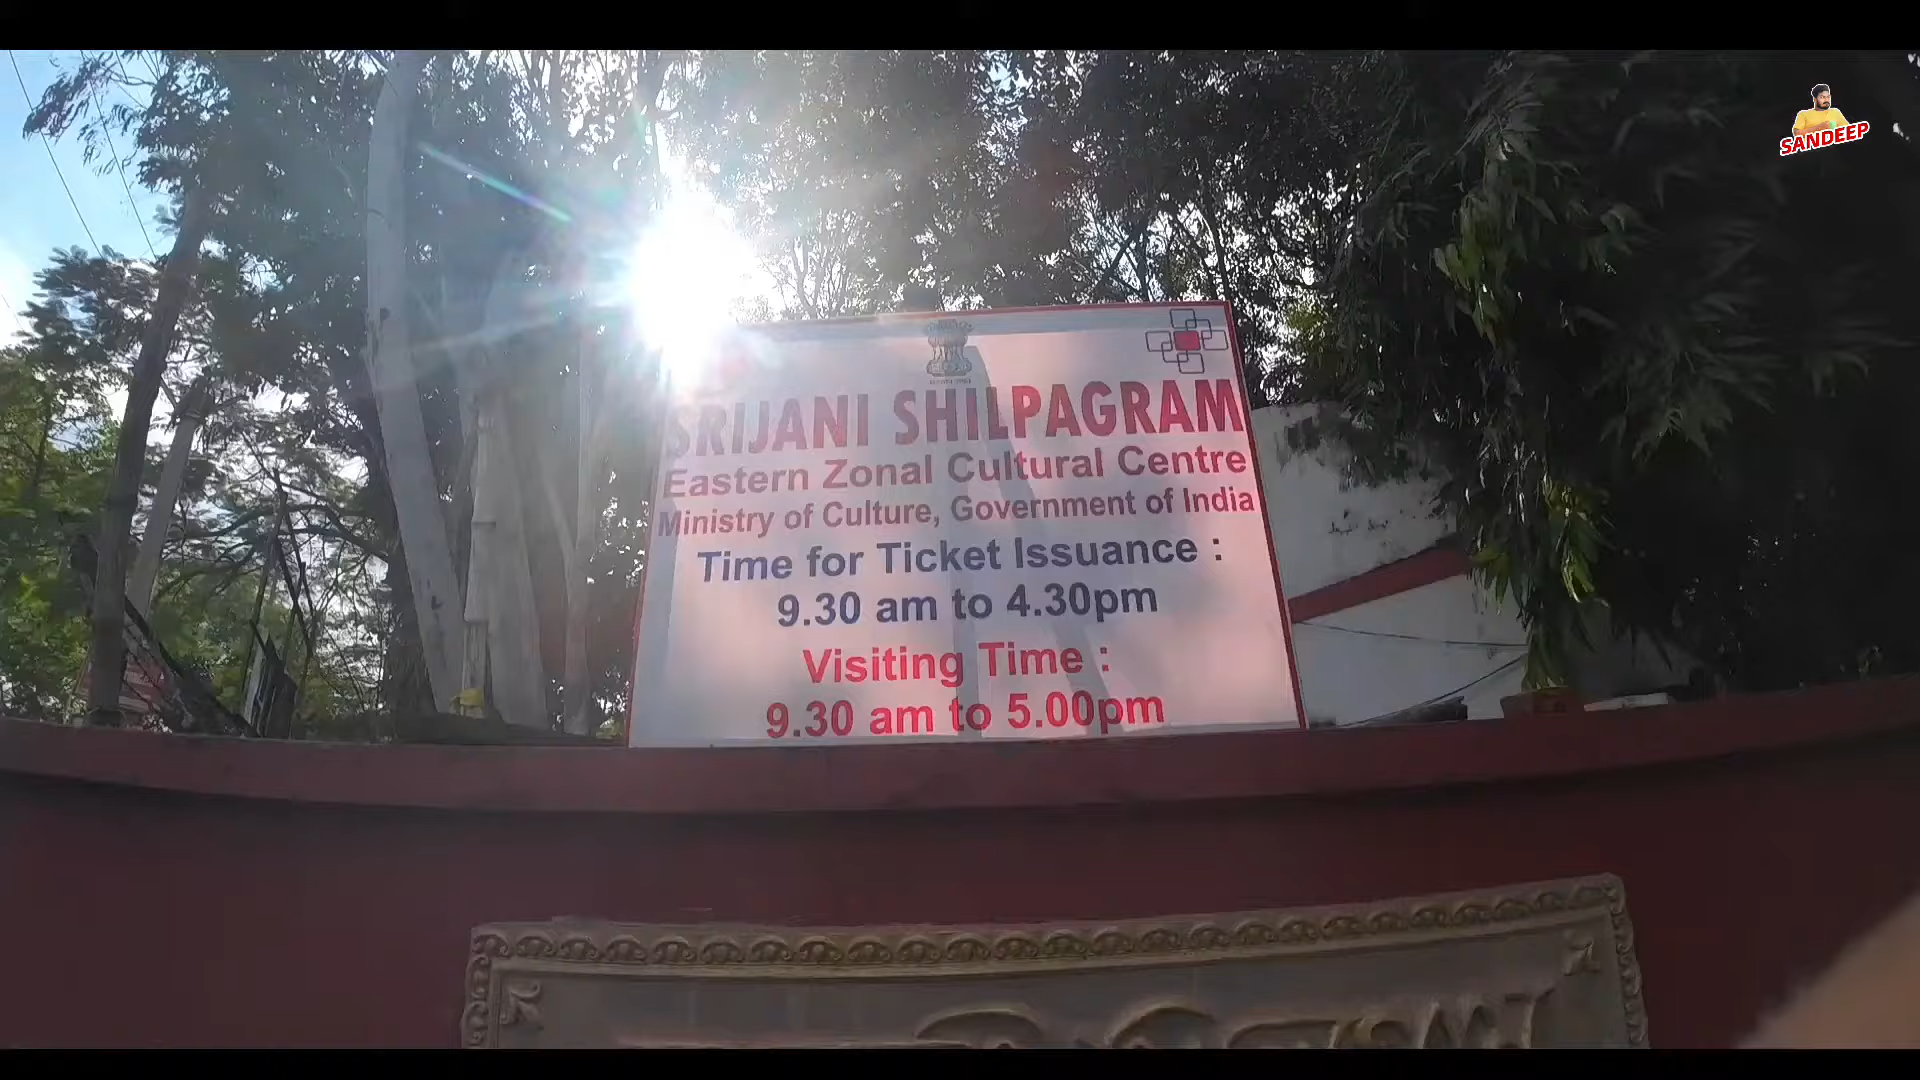 SANDEEP
SRIJANI SHILPAGRAM
Eastern Zonal Cultural Centre
Ministry of Culture, Government of India
Time for Ticket Issuance :
9.30 am to 4.30pm
Visiting Time :
9.30 am to 5.00pm